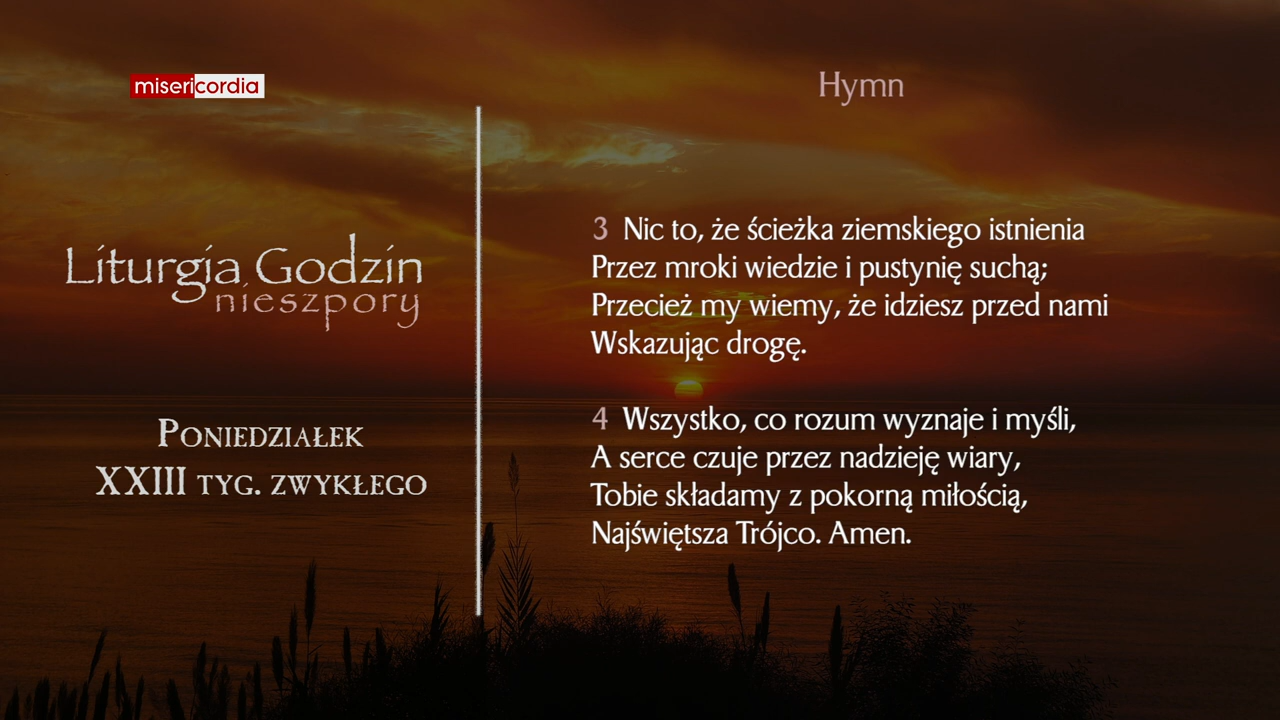 misericordia
Liturgia Godzin
nieszpory
Poniedziałek
XXIII tyg. zwykłego
Hymn
3 Nic to, że ścieżka ziemskiego istnienia
Przez mroki wiedzie i pustynię suchą;
Przecież my wiemy, że idziesz przed nami
Wskazując drogę.
4 Wszystko, co rozum wyznaje i myśli,
A serce czuje przez nadzieję wiary,
Tobie składamy z pokorną miłością,
Najświętsza Trójco. Amen.